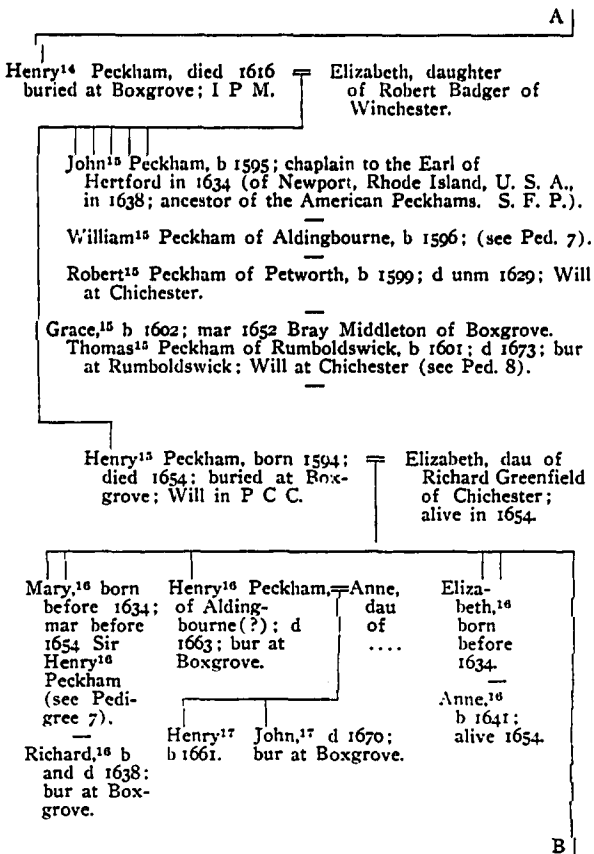 A
Henry¹⁴ Peckham, died 1616 = Elizabeth, daughter
buried at Boxgrove; I P M. of Robert Badger of
Winchester.
John¹⁵ Peckham, b 1595; chaplain to the Earl of
Hertford in 1634 (of Newport, Rhode Island, U. S. A.,
in 1638; ancestor of the American Peckhams. S. F. P.).
William¹⁵ Peckham of Aldingbourne, b 1596; (see Ped. 7).
Robert¹⁵ Peckham of Petworth, b 1599; d unm 1629; Will
at Chichester.
Grace,¹⁵ b 1602; mar 1652 Bray Middleton of Boxgrove.
Thomas¹⁵ Peckham of Rumboldswick, b 1601; d 1673; bur
at Rumboldswick; Will at Chichester (see Ped. 8).
Henry¹⁵ Peckham, born 1594;
died 1654; buried at Box-
grove; Will in P C C.
=
Elizabeth, dau of
Richard Greenfield
of Chichester;
alive in 1654.
Mary,¹⁶ born
before 1634;
mar before
1654 Sir
Henry¹⁶
Peckham
(see Pedi-
gree 7).
Richard,¹⁶ b
and d 1638;
bur at Box-
grove.
Henry¹⁶ Peckham,
of Alding-
bourne(?); d
1663; bur at
Boxgrove.
=
Anne,
dau
of
....
Henry¹⁷
b 1661.
John,¹⁷ d 1670;
bur at Boxgrove.
Eliza-
beth,¹⁶
born
before
1634.
Anne,¹⁶
b 1641;
alive 1654.
B